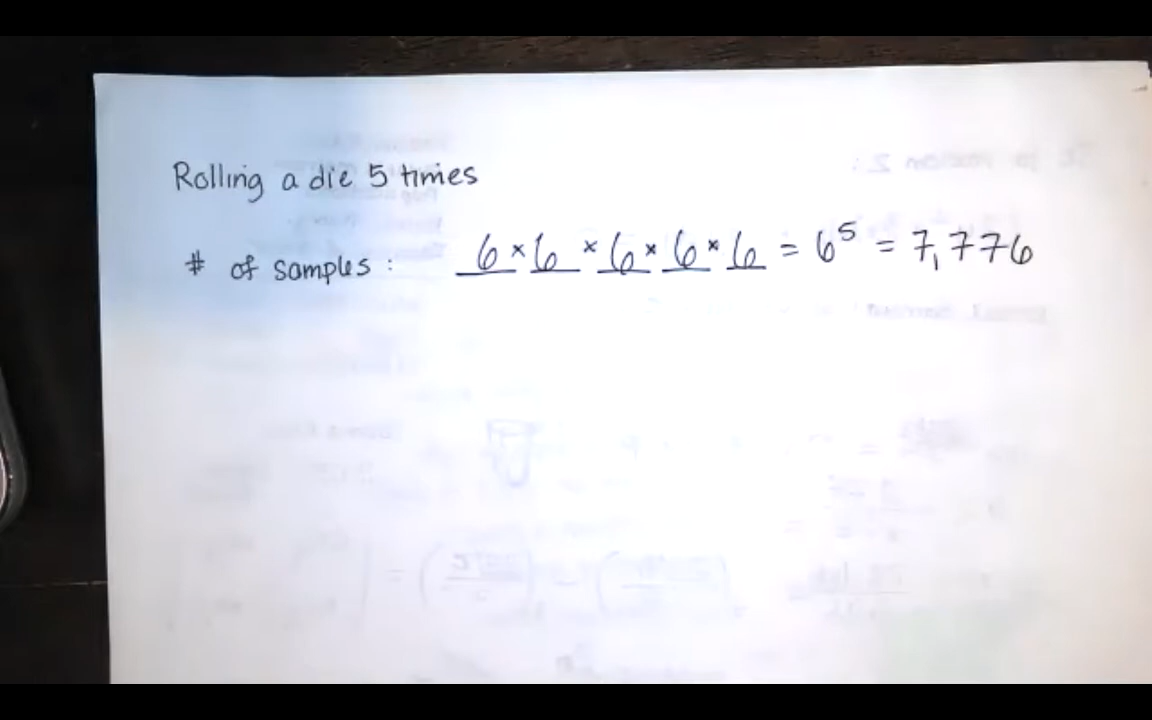 Rolling a die 5 times
# of samples : 6 × 6 × 6 × 6 × 6 = 6⁵ = 7,776